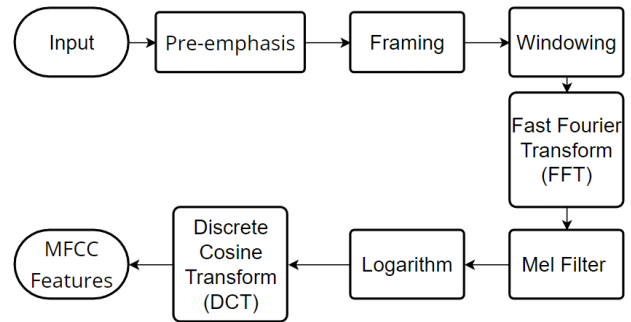 Input
Pre-emphasis
Framing
Windowing
Fast Fourier
Transform
(FFT)
Mel Filter
Logarithm
Discrete
Cosine
Transform
(DCT)
MFCC
Features